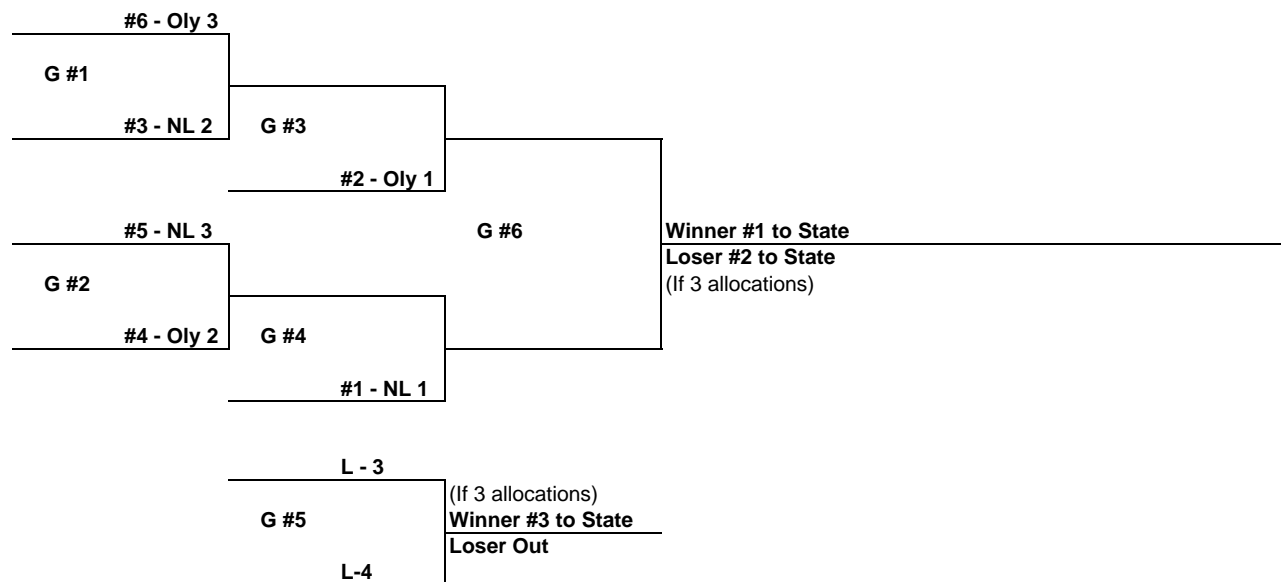 #6 - Oly 3
G #1
#3 - NL 2
G #3
#2 - Oly 1
#5 - NL 3
G #6
Winner #1 to State
Loser #2 to State
G #2
(If 3 allocations)
#4 - Oly 2
G #4
#1 - NL 1
L - 3
(If 3 allocations)
G #5
Winner #3 to State
Loser Out
L-4